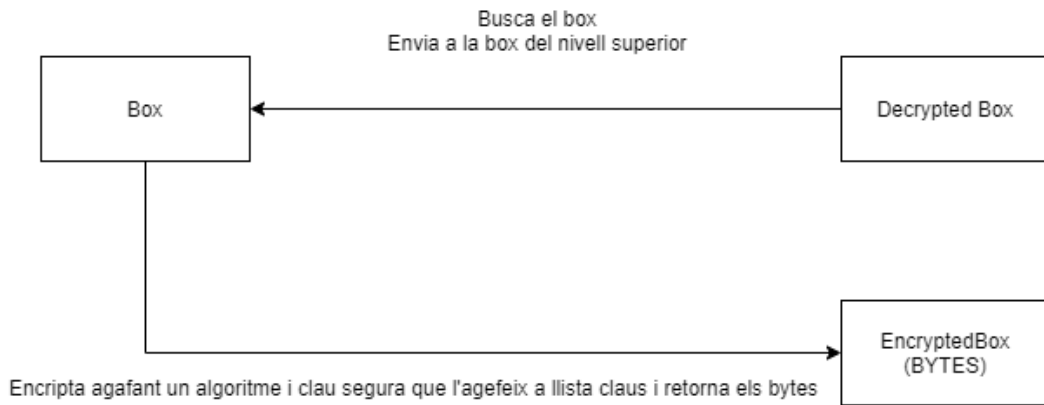 Busca el box
Envia a la box del nivell superior
Box
Decrypted Box
EncryptedBox
(BYTES)
Encripta agafant un algoritme i clau segura que l'agefeix a llista claus i retorna els bytes